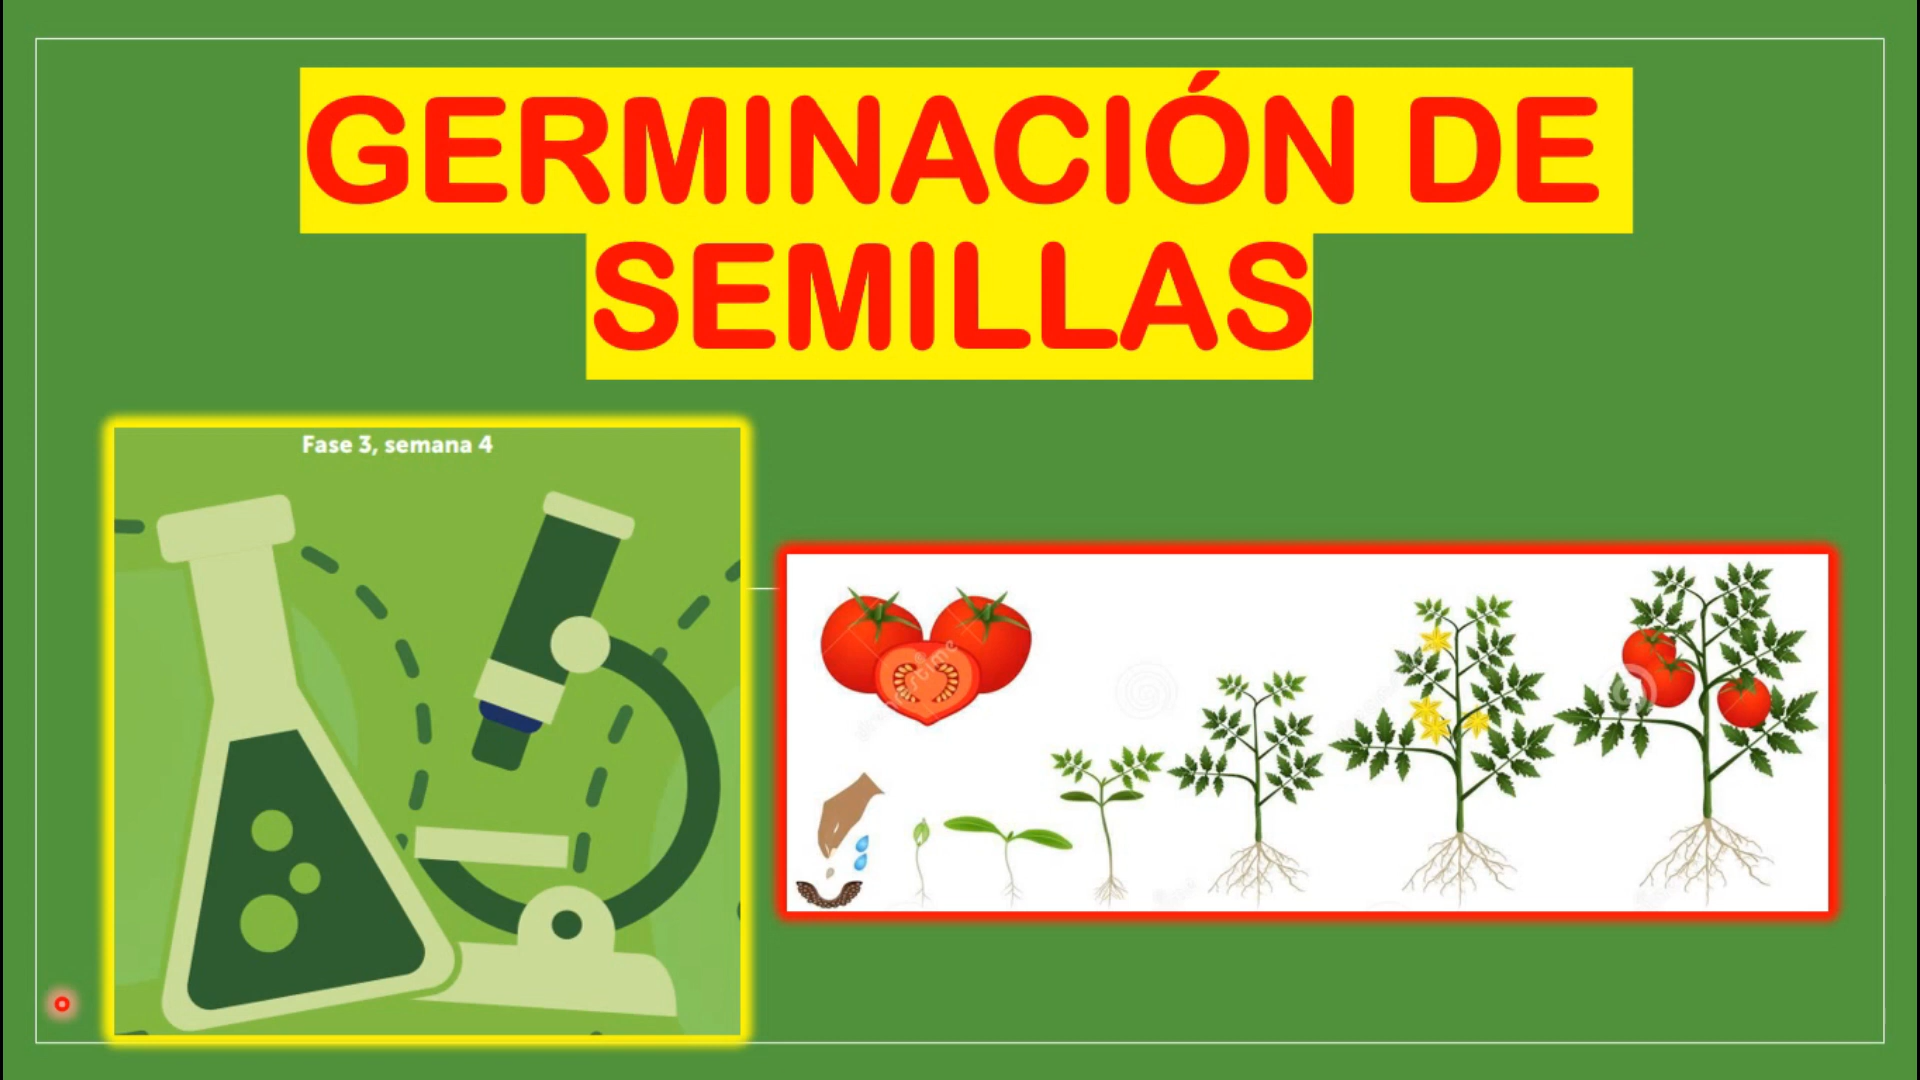 GERMINACIÓN DE
SEMILLAS
Fase 3, semana 4